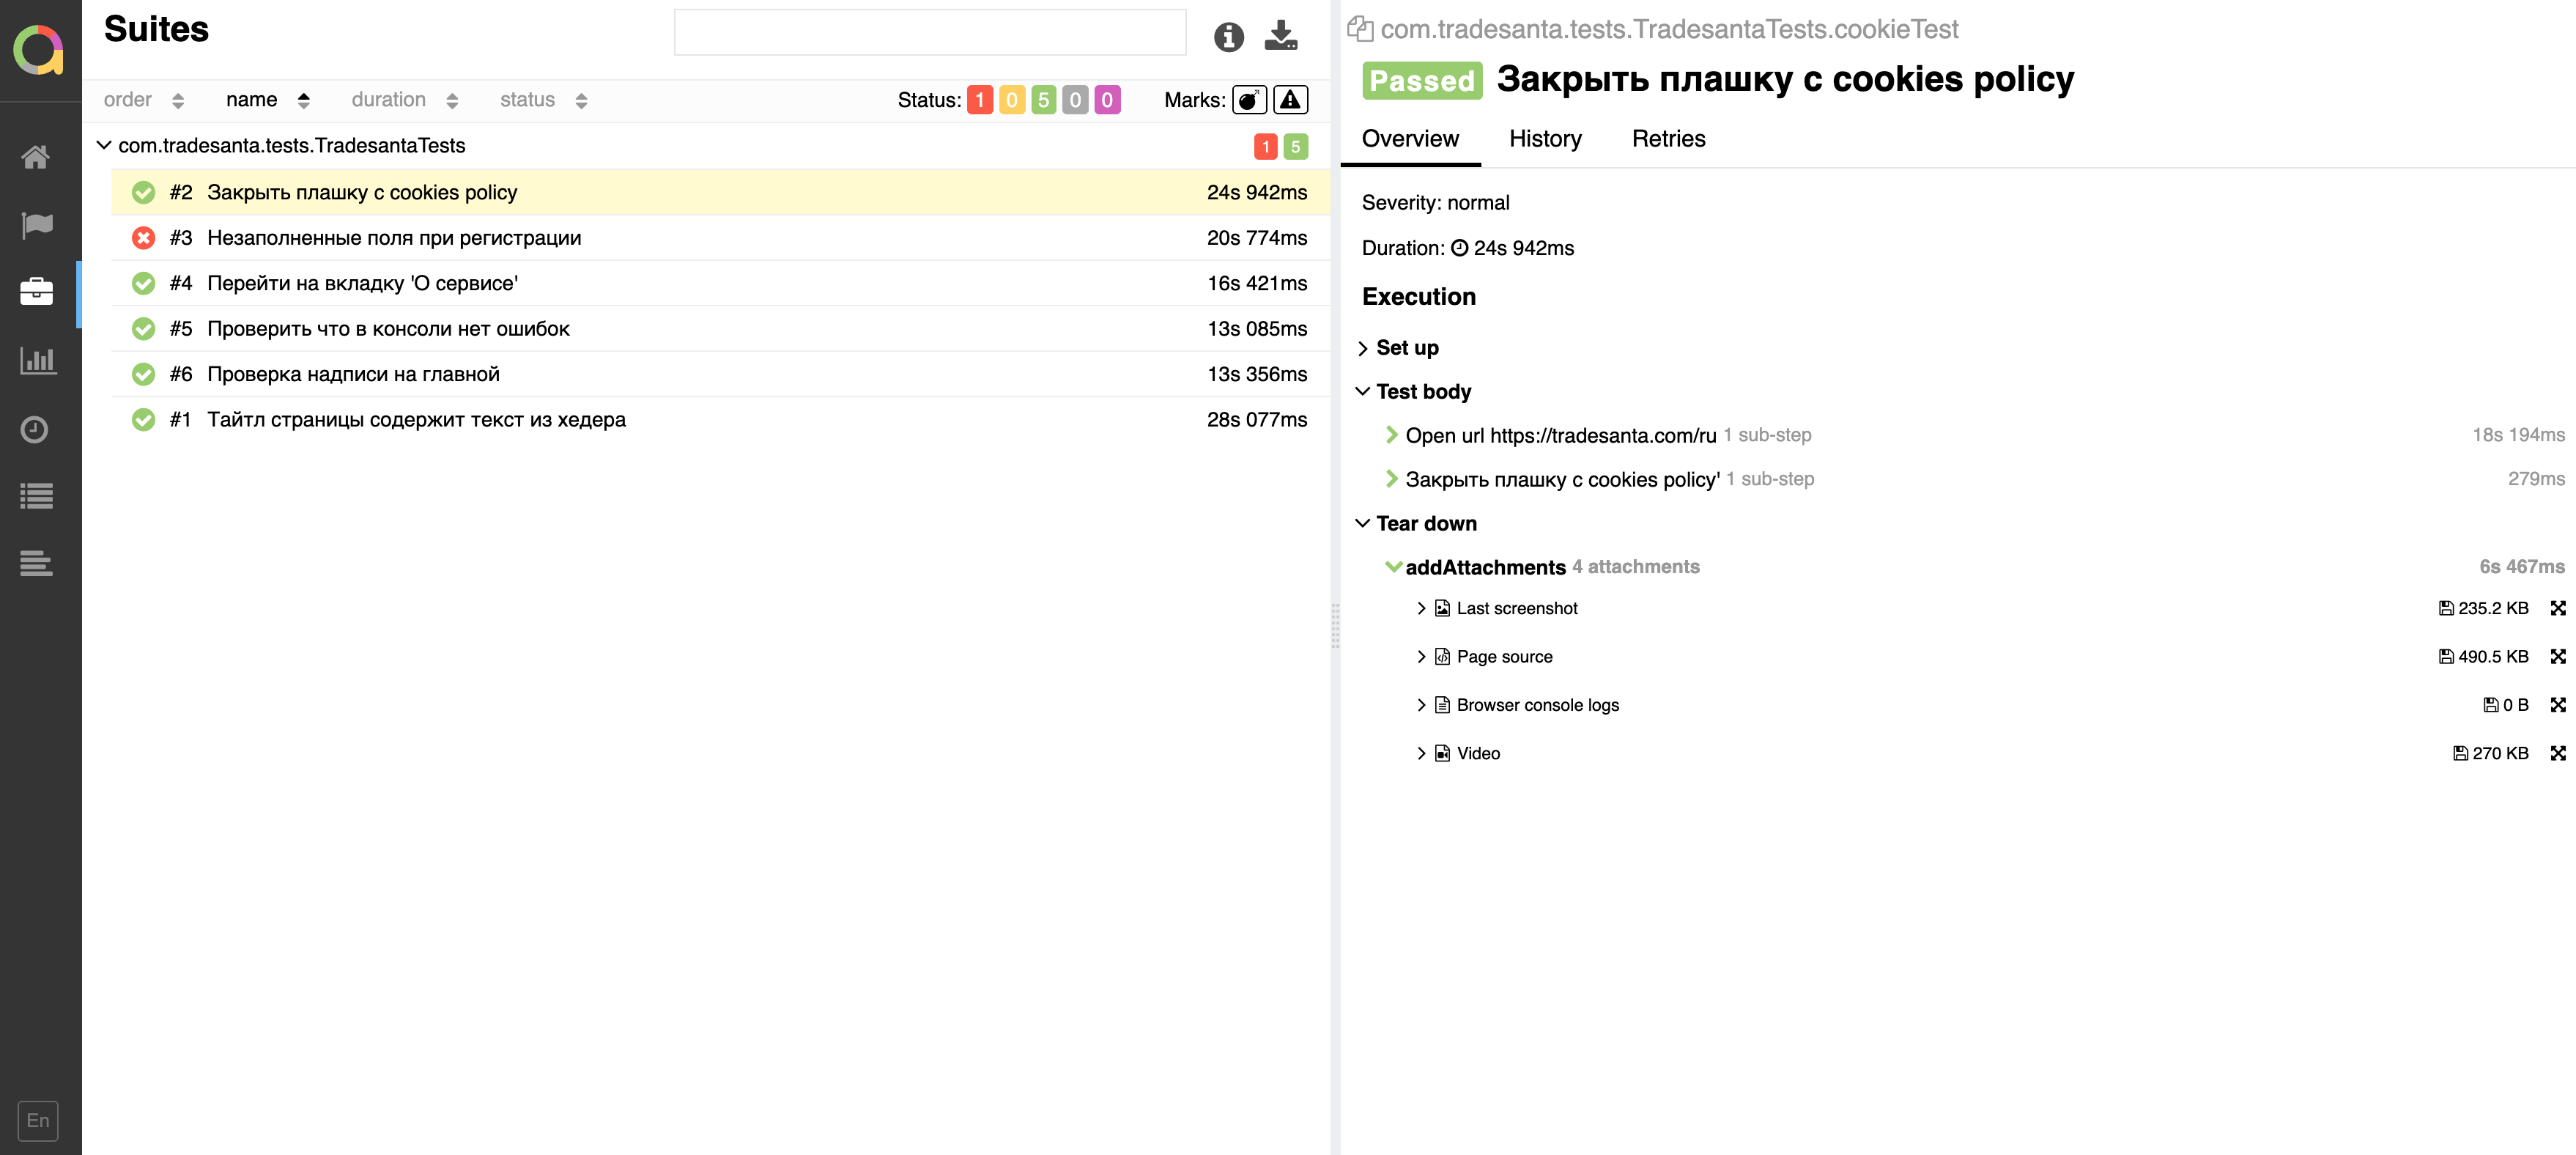 Suites
order name duration status Status: 1 0 5 0 0 Marks:
com.tradesanta.tests.TradesantaTests 1 5
#2 Закрыть плашку с cookies policy 24s 942ms
#3 Незаполненные поля при регистрации 20s 774ms
#4 Перейти на вкладку 'О сервисе' 16s 421ms
#5 Проверить что в консоли нет ошибок 13s 085ms
#6 Проверка надписи на главной 13s 356ms
#1 Тайтл страницы содержит текст из хедера 28s 077ms
En
com.tradesanta.tests.TradesantaTests.cookieTest
Passed Закрыть плашку с cookies policy
Overview History Retries
Severity: normal
Duration: 24s 942ms
Execution
Set up
Test body
Open url https://tradesanta.com/ru 1 sub-step 18s 194ms
Закрыть плашку с cookies policy' 1 sub-step 279ms
Tear down
addAttachments 4 attachments 6s 467ms
Last screenshot 235.2 KB
Page source 490.5 KB
Browser console logs 0 B
Video 270 KB